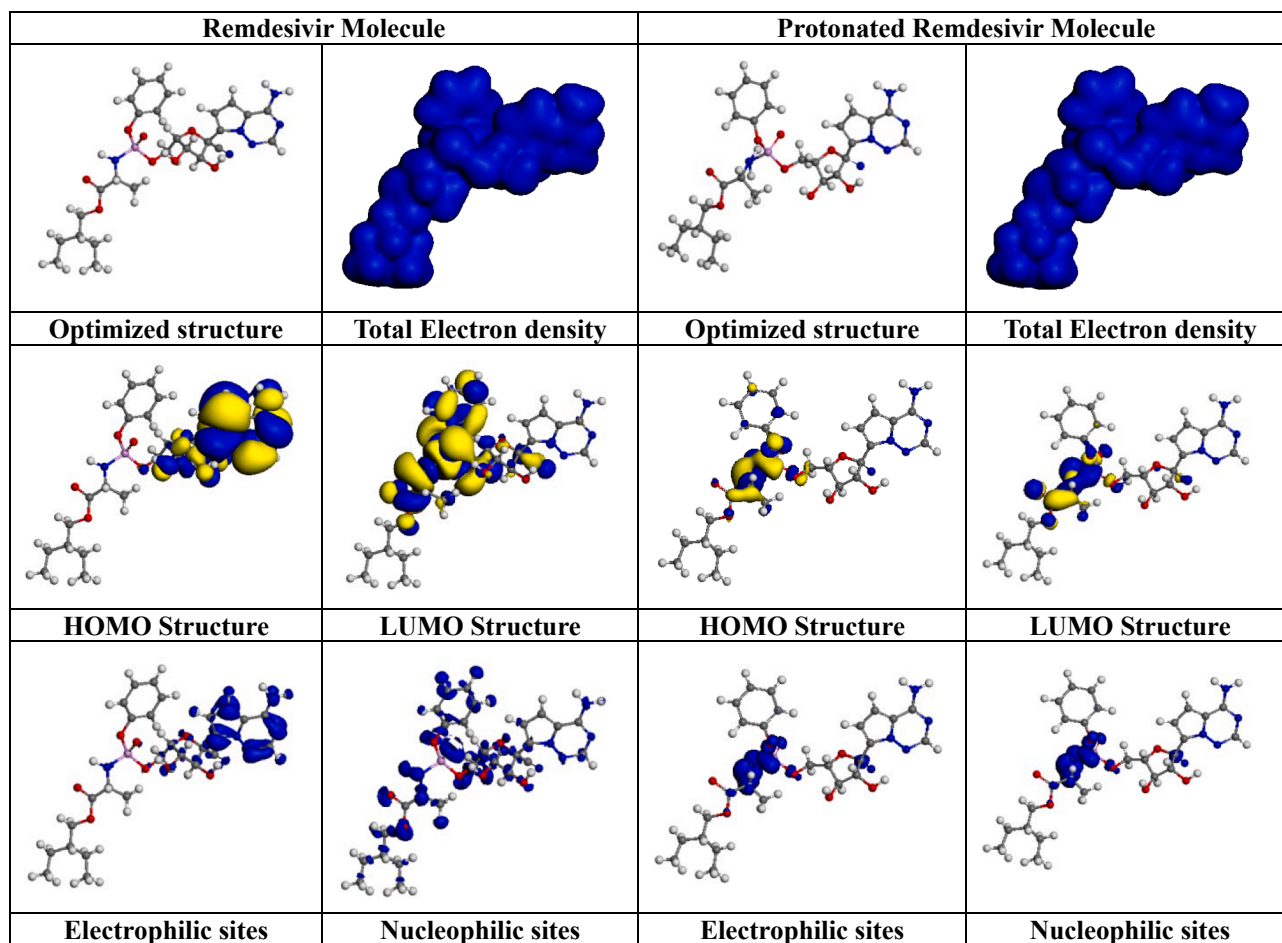 Remdesivir Molecule Protonated Remdesivir Molecule
Optimized structure Total Electron density Optimized structure Total Electron density
HOMO Structure LUMO Structure HOMO Structure LUMO Structure
Electrophilic sites Nucleophilic sites Electrophilic sites Nucleophilic sites